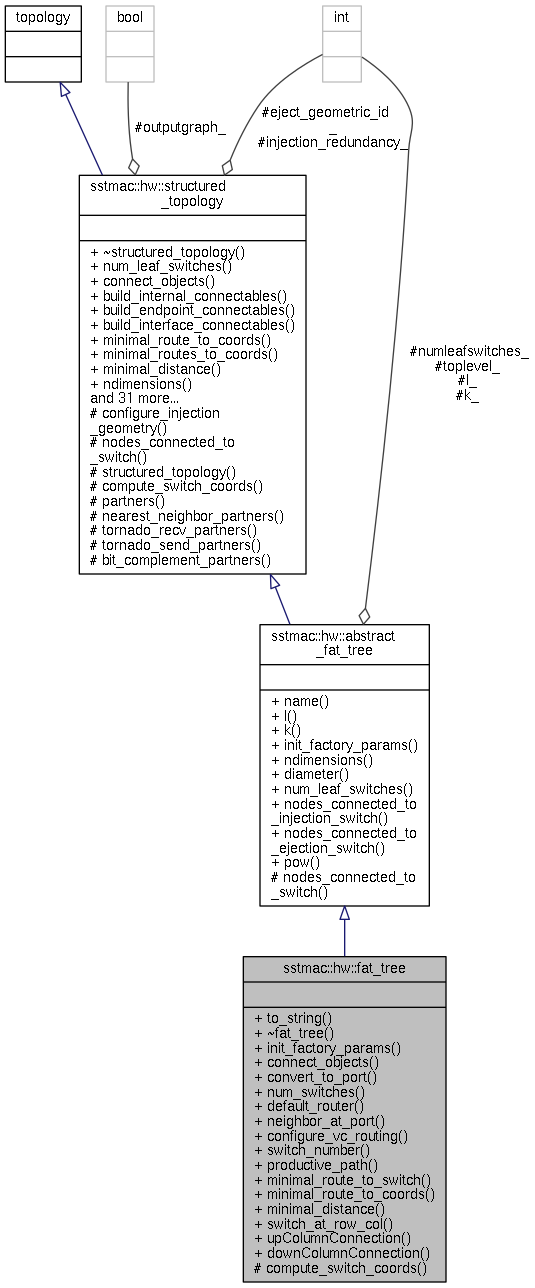 topology
bool
int
#outputgraph_
#eject_geometric_id
_
#injection_redundancy_
sstmac::hw::structured
_topology
+ ~structured_topology()
+ num_leaf_switches()
+ connect_objects()
+ build_internal_connectables()
+ build_endpoint_connectables()
+ build_interface_connectables()
+ minimal_route_to_coords()
+ minimal_routes_to_coords()
+ minimal_distance()
+ ndimensions()
and 31 more...
# configure_injection
_geometry()
# nodes_connected_to
_switch()
# structured_topology()
# compute_switch_coords()
# partners()
# nearest_neighbor_partners()
# tornado_recv_partners()
# tornado_send_partners()
# bit_complement_partners()
#numleafswitches_
#toplevel_
#l_
#k_
sstmac::hw::abstract
_fat_tree
+ name()
+ l()
+ k()
+ init_factory_params()
+ ndimensions()
+ diameter()
+ num_leaf_switches()
+ nodes_connected_to
_injection_switch()
+ nodes_connected_to
_ejection_switch()
+ pow()
# nodes_connected_to
_switch()
sstmac::hw::fat_tree
+ to_string()
+ ~fat_tree()
+ init_factory_params()
+ connect_objects()
+ convert_to_port()
+ num_switches()
+ default_router()
+ neighbor_at_port()
+ configure_vc_routing()
+ switch_number()
+ productive_path()
+ minimal_route_to_switch()
+ minimal_route_to_coords()
+ minimal_distance()
+ switch_at_row_col()
+ upColumnConnection()
+ downColumnConnection()
# compute_switch_coords()